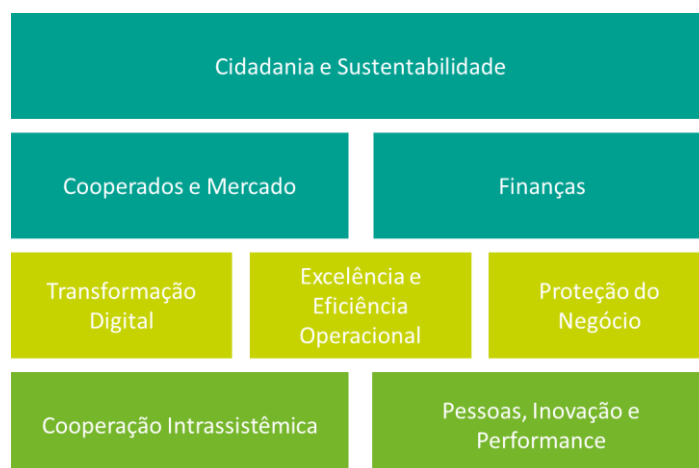 Cidadania e Sustentabilidade
Cooperados e Mercado
Finanças
Transformação
Digital
Excelência e
Eficiência
Operacional
Proteção do
Negócio
Cooperação Intrassistêmica
Pessoas, Inovação e
Performance